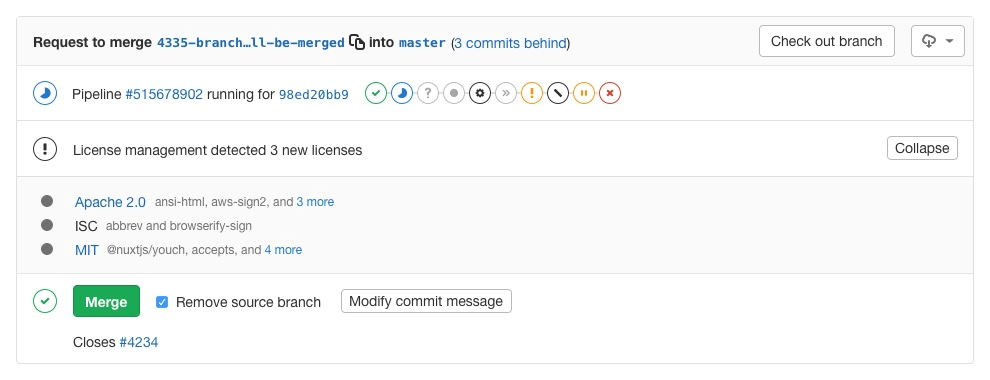 Request to merge 4335-branch…ll-be-merged into master (3 commits behind) Check out branch
Pipeline #515678902 running for 98ed20bb9
License management detected 3 new licenses Collapse
Apache 2.0 ansi-html, aws-sign2, and 3 more
ISC abbrev and browserify-sign
MIT @nuxtjs/youch, accepts, and 4 more
Merge Remove source branch Modify commit message
Closes #4234